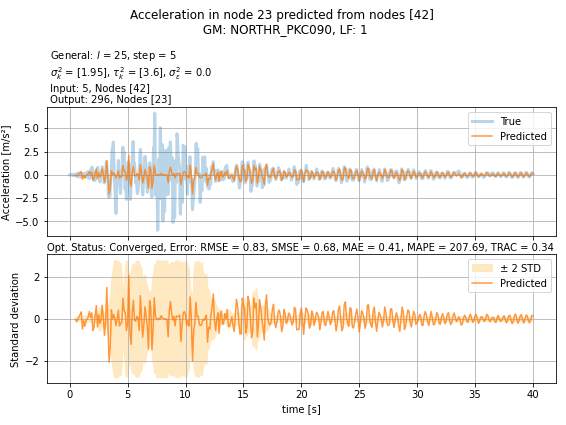 Acceleration in node 23 predicted from nodes [42]
GM: NORTHR_PKC090, LF: 1
General: l = 25, step = 5
σ²ₖ = [1.95], τ²ₖ = [3.6], σ²ε = 0.0
Input: 5, Nodes [42]
Output: 296, Nodes [23]
Acceleration [m/s²]
5.0
2.5
0.0
−2.5
−5.0
True
Predicted
Opt. Status: Converged, Error: RMSE = 0.83, SMSE = 0.68, MAE = 0.41, MAPE = 207.69, TRAC = 0.34
Standard deviation
2
0
−2
± 2 STD
Predicted
0 5 10 15 20 25 30 35 40
time [s]